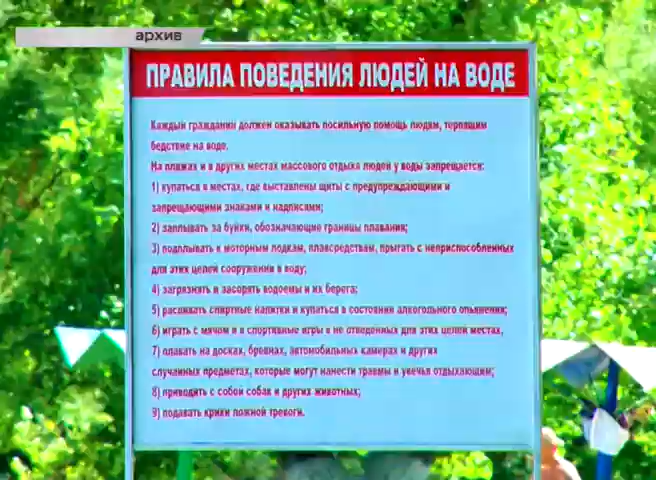 архив
ПРАВИЛА ПОВЕДЕНИЯ ЛЮДЕЙ НА ВОДЕ
Каждый гражданин должен оказывать посильную помощь людям, терпящим
бедствие на воде.
На пляжах и в других местах массового отдыха людей у воды запрещается:
1) купаться в местах, где выставлены щиты с предупреждающими и
запрещающими знаками и надписями;
2) заплывать за буйки, обозначающие границы плавания;
3) подплывать к моторным лодкам, плавсредствам, прыгать с неприспособленных
для этих целей сооружений в воду;
4) загрязнять и засорять водоемы и их берега;
5) распивать спиртные напитки и купаться в состоянии алкогольного опьянения;
6) играть с мячом и в спортивные игры в не отведенных для этих целей местах,
7) плавать на досках, бревнах, автомобильных камерах и других
случайных предметах, которые могут нанести травмы и увечья отдыхающим;
8) приводить с собой собак и других животных;
9) подавать крики ложной тревоги.